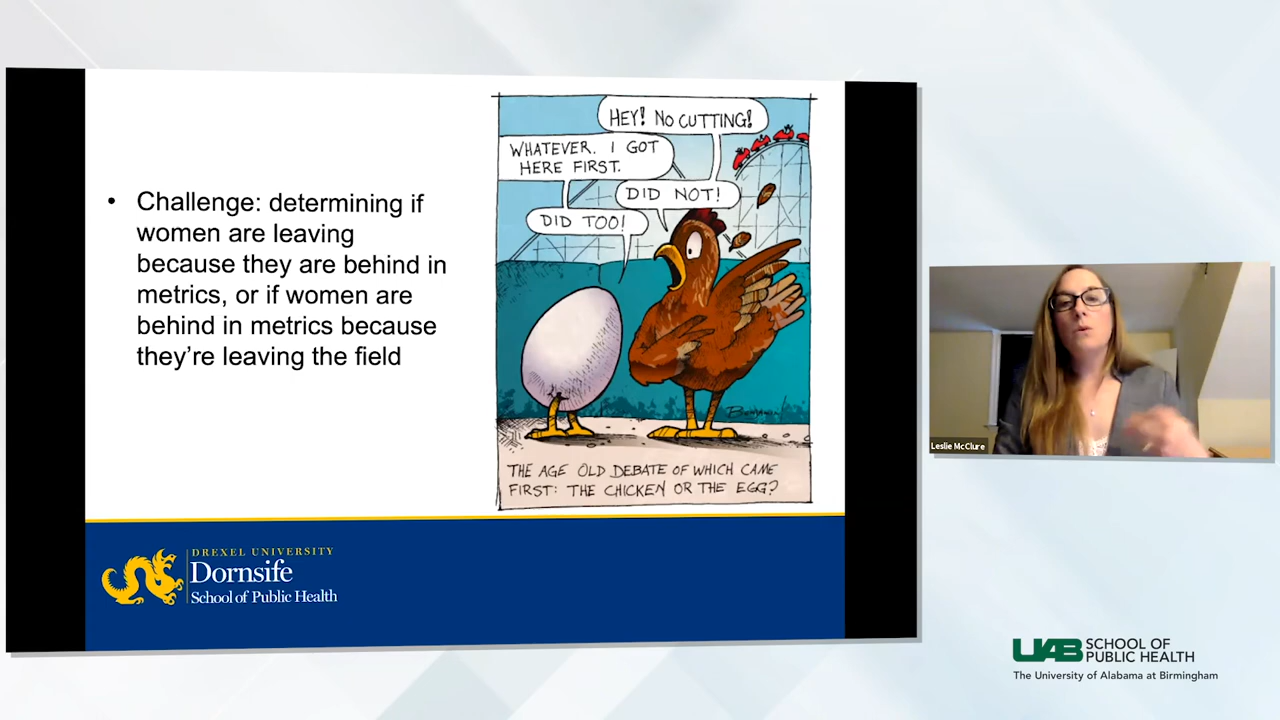 • Challenge: determining if
women are leaving
because they are behind in
metrics, or if women are
behind in metrics because
they're leaving the field
HEY! NO CUTTING!
WHATEVER. I GOT
HERE FIRST.
DID NOT!
DID TOO!
BENJAMIN
THE AGE OLD DEBATE OF WHICH CAME
FIRST: THE CHICKEN OR THE EGG?
DREXEL UNIVERSITY
Dornsife
School of Public Health
Leslie McClure
UAB SCHOOL OF
PUBLIC HEALTH
The University of Alabama at Birmingham